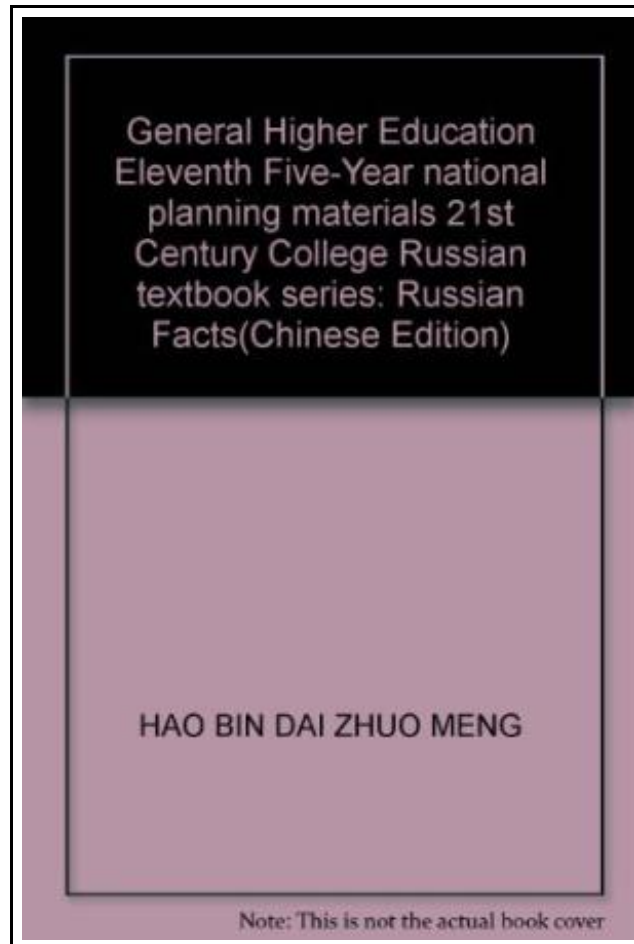 General Higher Education
Eleventh Five-Year national
planning materials 21st
Century College Russian
textbook series: Russian
Facts(Chinese Edition)
HAO BIN DAI ZHUO MENG
Note: This is not the actual book cover